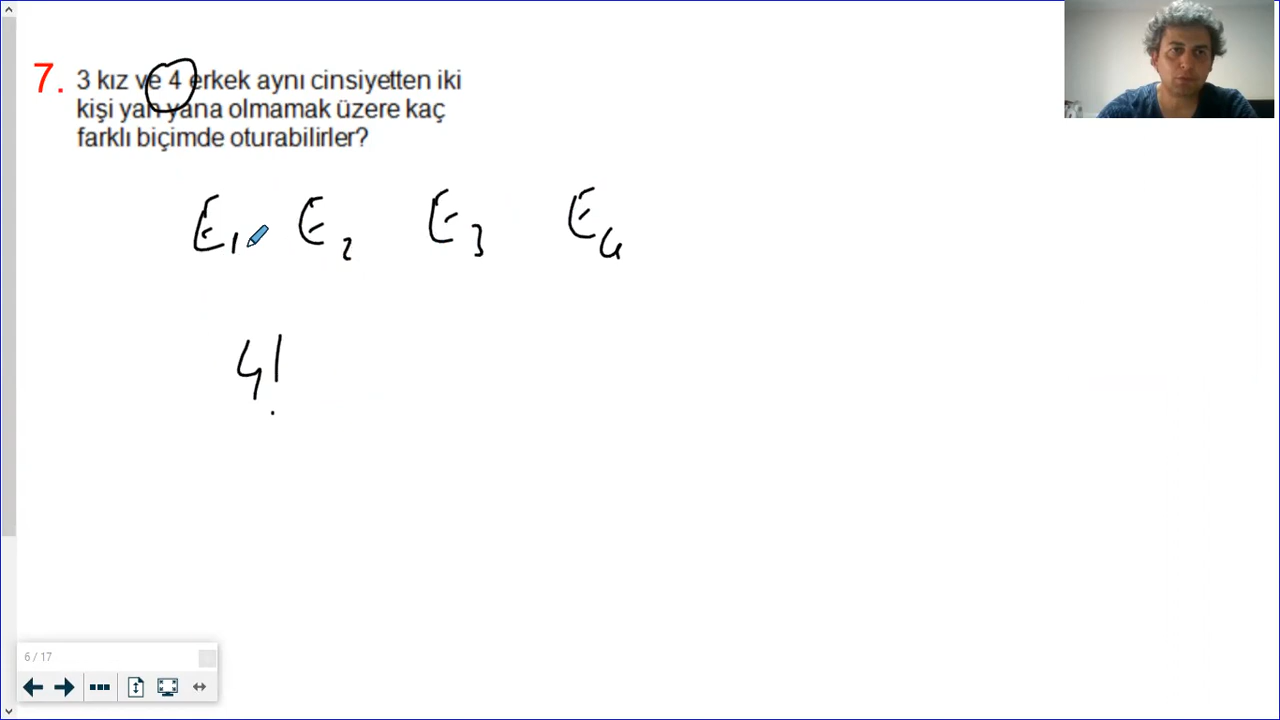 7. 3 kız ve 4 erkek aynı cinsiyetten iki
kişi yan yana olmamak üzere kaç
farklı biçimde oturabilirler?
E1 E2 E3 E4
4!
6 / 17